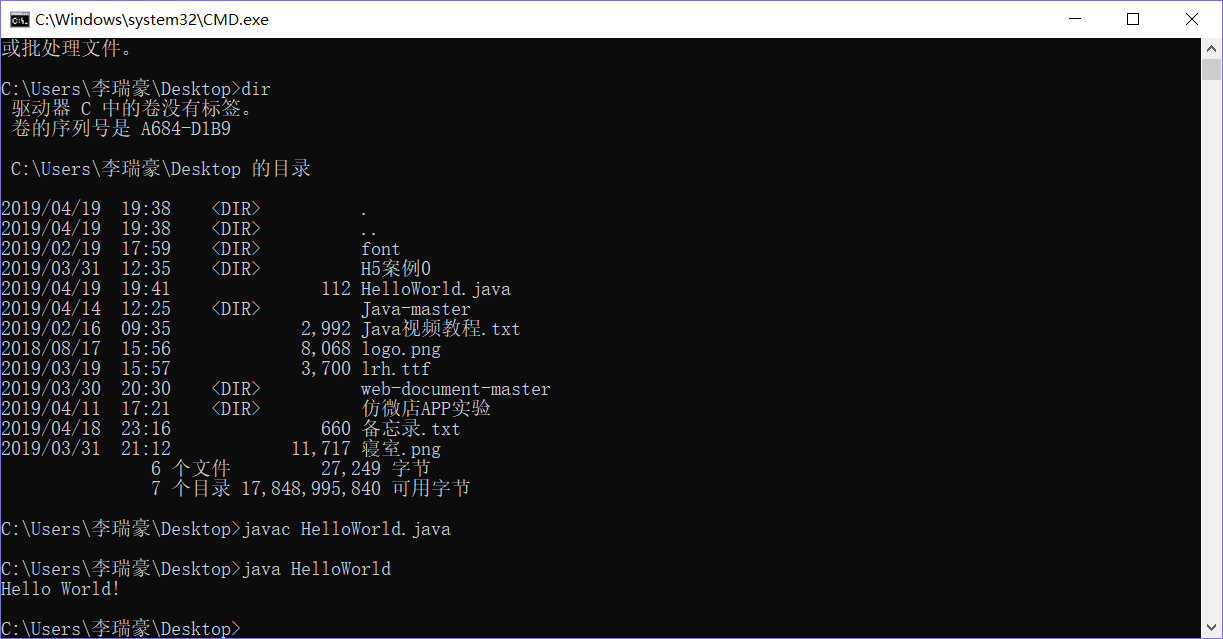 C:\Windows\system32\CMD.exe
或批处理文件。
C:\Users\李瑞豪\Desktop>dir
驱动器 C 中的卷没有标签。
卷的序列号是 A684-D1B9
C:\Users\李瑞豪\Desktop 的目录
2019/04/19  19:38    <DIR>          .
2019/04/19  19:38    <DIR>          ..
2019/02/19  17:59    <DIR>          font
2019/03/31  12:35    <DIR>          H5案例0
2019/04/19  19:41               112 HelloWorld.java
2019/04/14  12:25    <DIR>          Java-master
2019/02/16  09:35             2,992 Java视频教程.txt
2018/08/17  15:56             8,068 logo.png
2019/03/19  15:57             3,700 lrh.ttf
2019/03/30  20:30    <DIR>          web-document-master
2019/04/11  17:21    <DIR>          仿微店APP实验
2019/04/18  23:16               660 备忘录.txt
2019/03/31  21:12            11,717 寝室.png
6 个文件         27,249 字节
7 个目录 17,848,995,840 可用字节
C:\Users\李瑞豪\Desktop>javac HelloWorld.java
C:\Users\李瑞豪\Desktop>java HelloWorld
Hello World!
C:\Users\李瑞豪\Desktop>